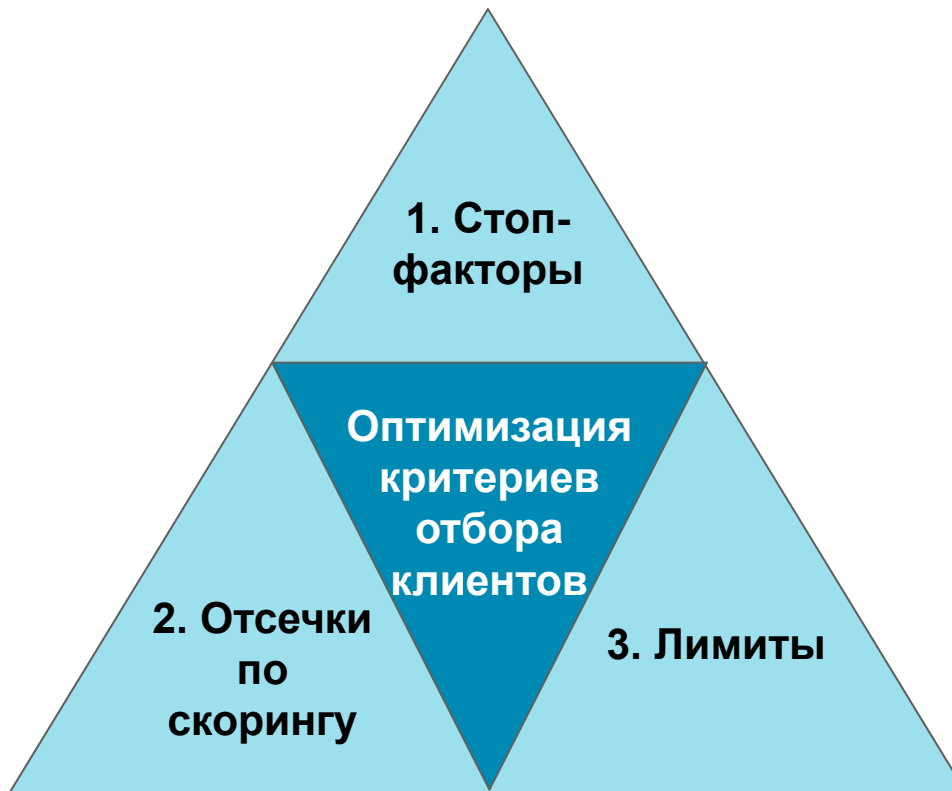 1. Стоп-
факторы
Оптимизация
критериев
отбора
клиентов
2. Отсечки
по
скорингу
3. Лимиты